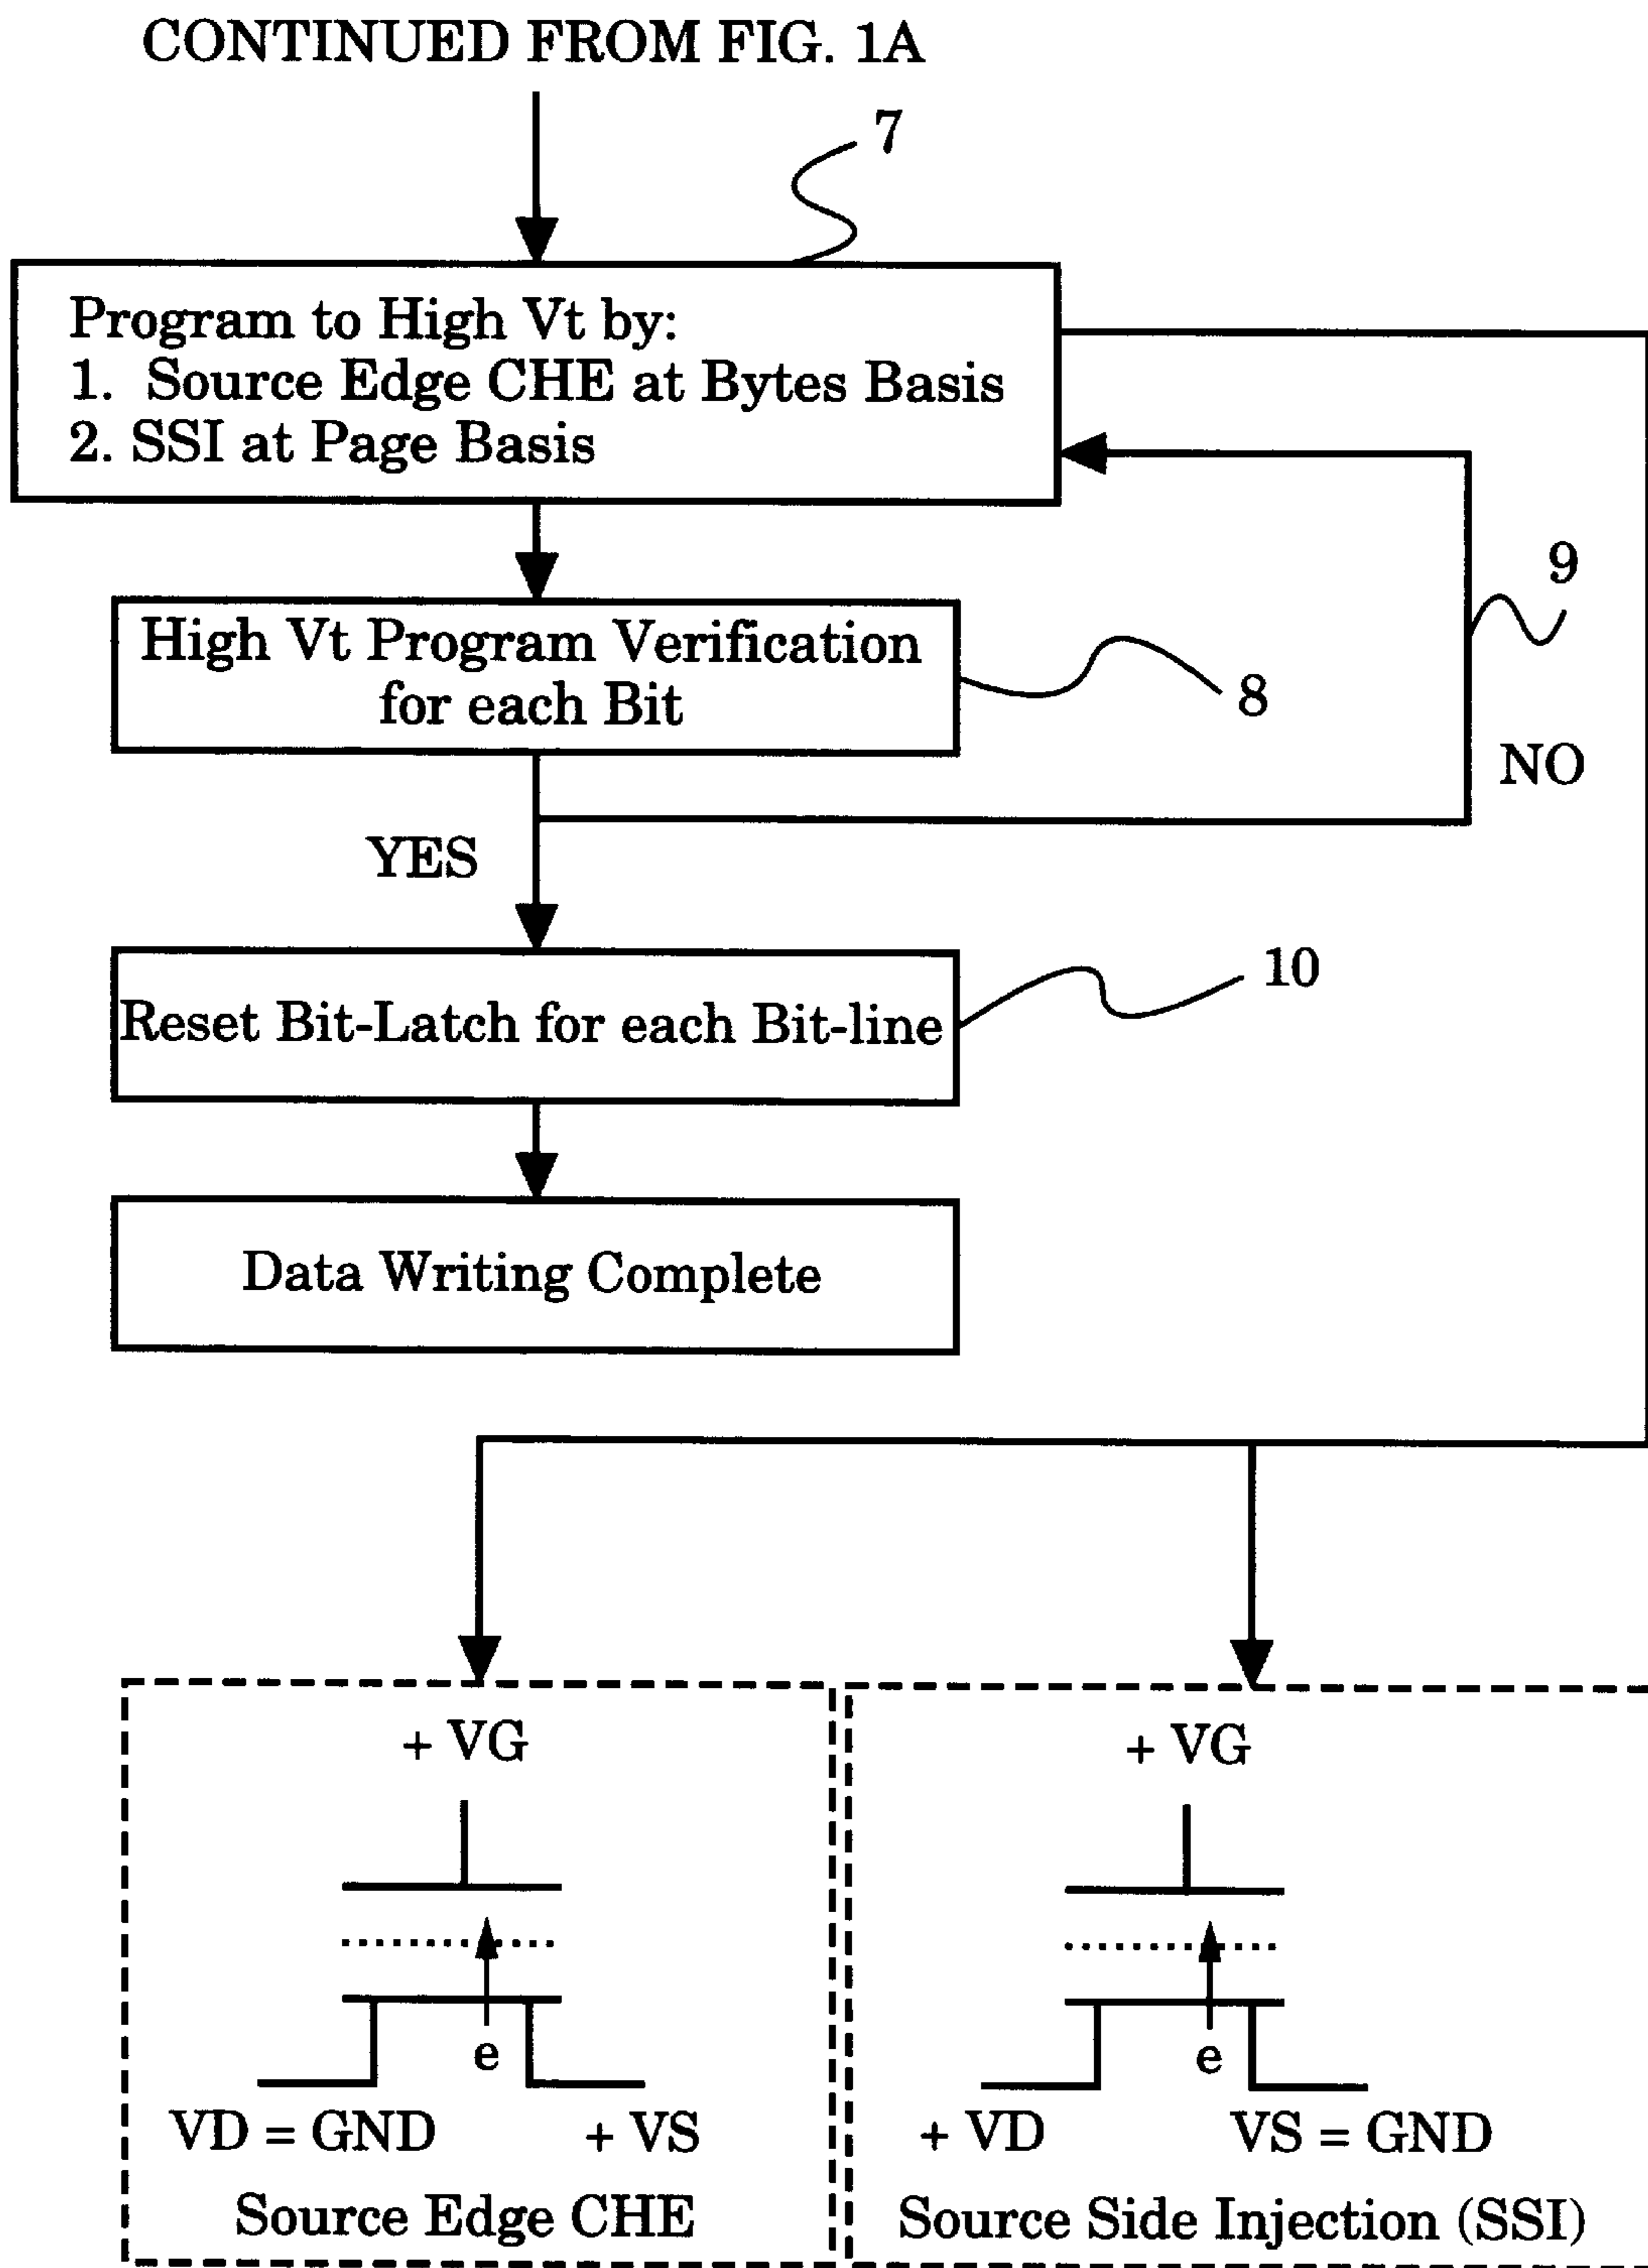 CONTINUED FROM FIG. 1A
7
Program to High Vt by:
1. Source Edge CHE at Bytes Basis
2. SSI at Page Basis
9
High Vt Program Verification
for each Bit
8
NO
YES
10
Reset Bit-Latch for each Bit-line
Data Writing Complete
+ VG
e
VD = GND
+ VS
Source Edge CHE
+ VG
e
+ VD
VS = GND
Source Side Injection (SSI)